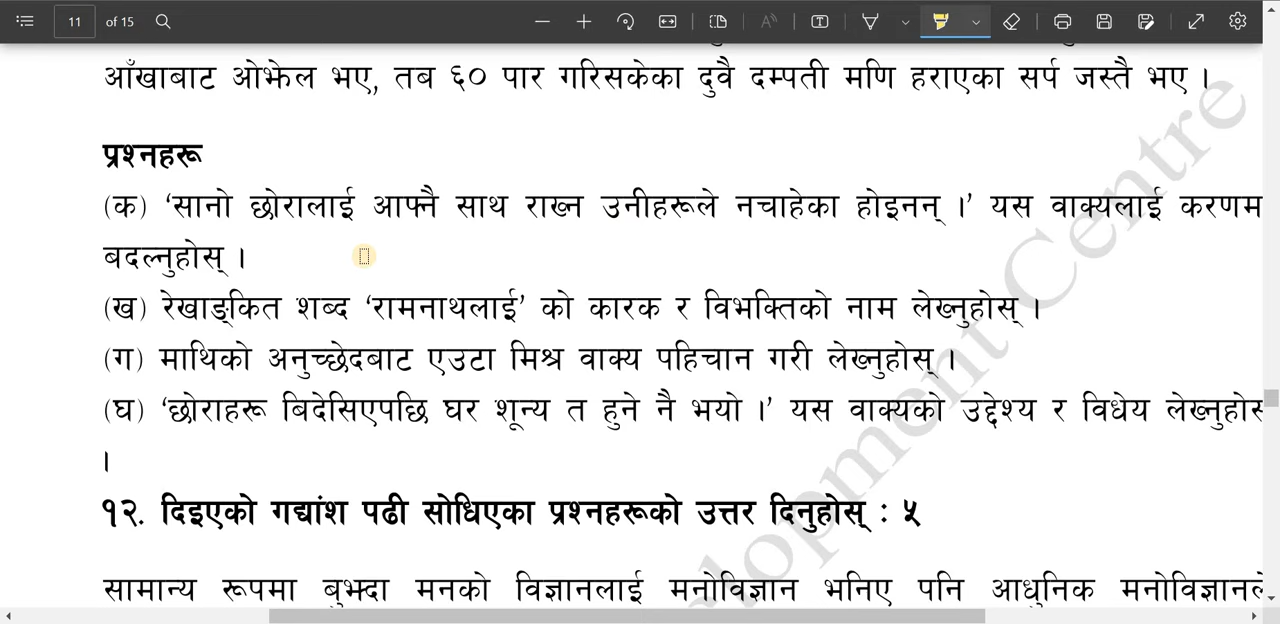 11 of 15
आँखाबाट ओझेल भए, तब ६० पार गरिसकेका दुवै दम्पती मणि हराएका सर्प जस्तै भए ।
प्रश्नहरू
(क) ‘सानो छोरालाई आफ्नै साथ राख्न उनीहरूले नचाहेका होइनन् ।’ यस वाक्यलाई करणम
बदल्नुहोस् ।
(ख) रेखाङ्कित शब्द ‘रामनाथलाई’ को कारक र विभक्तिको नाम लेख्नुहोस् ।
(ग) माथिको अनुच्छेदबाट एउटा मिश्र वाक्य पहिचान गरी लेख्नुहोस् ।
(घ) ‘छोराहरू बिदेसिएपछि घर शून्य त हुने नै भयो ।’ यस वाक्यको उद्देश्य र विधेय लेख्नुहोस
।
१२. दिइएको गद्यांश पढी सोधिएका प्रश्नहरूको उत्तर दिनुहोस् : ५
सामान्य रूपमा बुझ्दा मनको विज्ञानलाई मनोविज्ञान भनिए पनि आधुनिक मनोविज्ञानले
lopment Centre